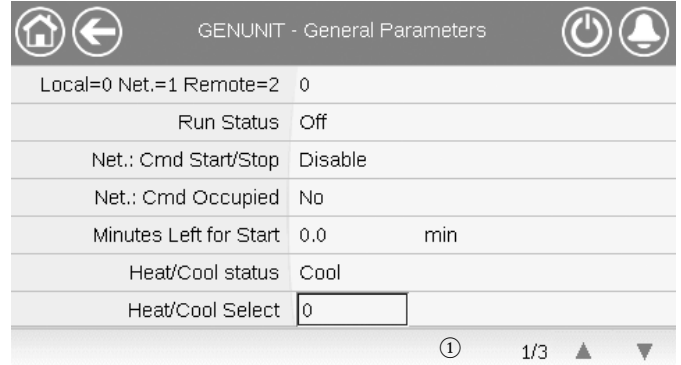 GENUNIT - General Parameters
Local=0 Net.=1 Remote=2 0
Run Status Off
Net.: Cmd Start/Stop Disable
Net.: Cmd Occupied No
Minutes Left for Start 0.0 min
Heat/Cool status Cool
Heat/Cool Select 0
① 1/3